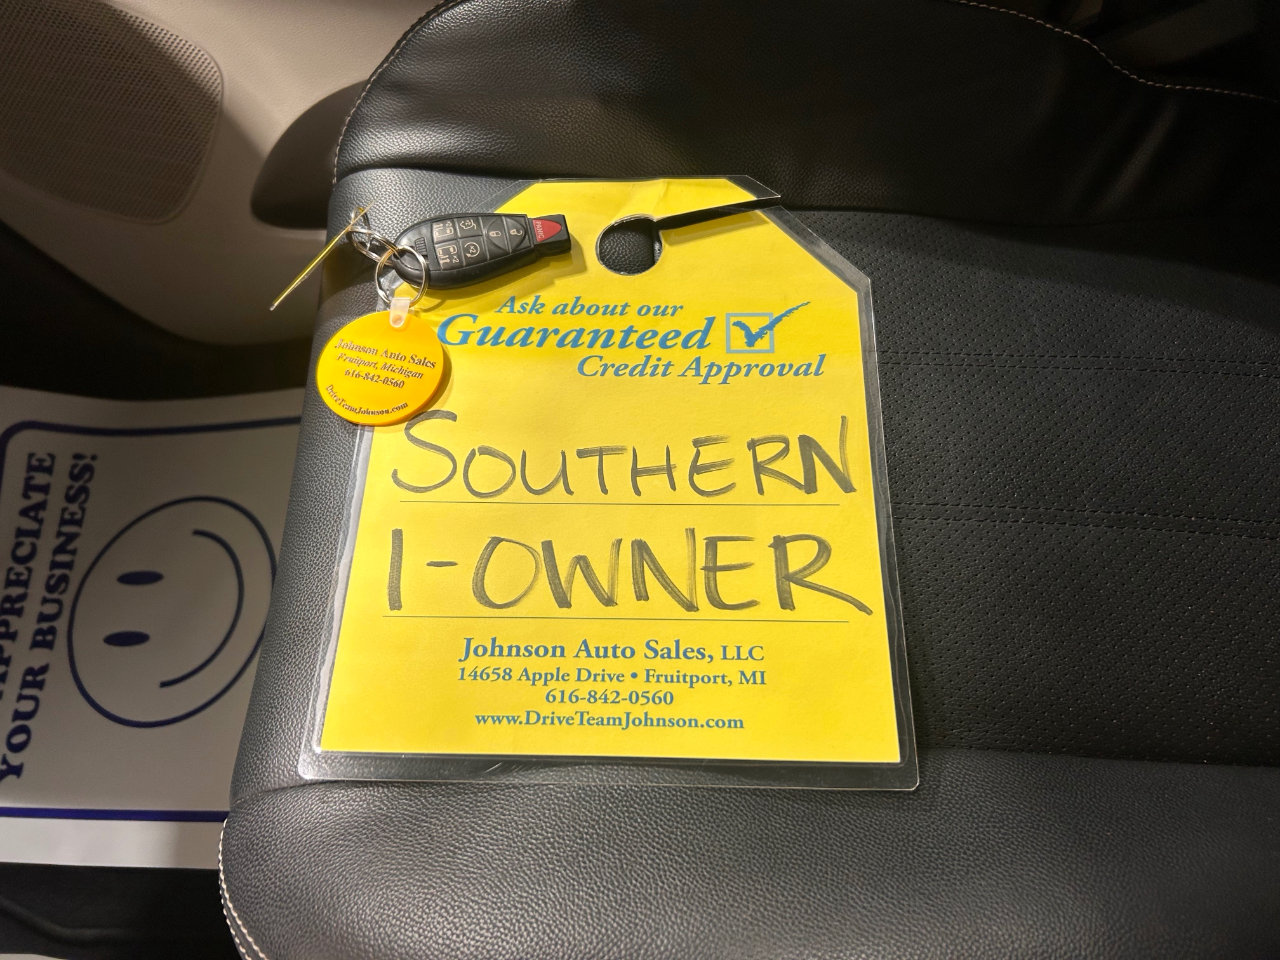 Ask about our
Guaranteed
Credit Approval
SOUTHERN
1-OWNER
Johnson Auto Sales, LLC
14658 Apple Drive • Fruitport, MI
616-842-0560
www.DriveTeamJohnson.com
Johnson Auto Sales
Fruitport, Michigan
616-842-0560
DriveTeamJohnson.com
PANIC
APPRECIATE
YOUR BUSINESS!